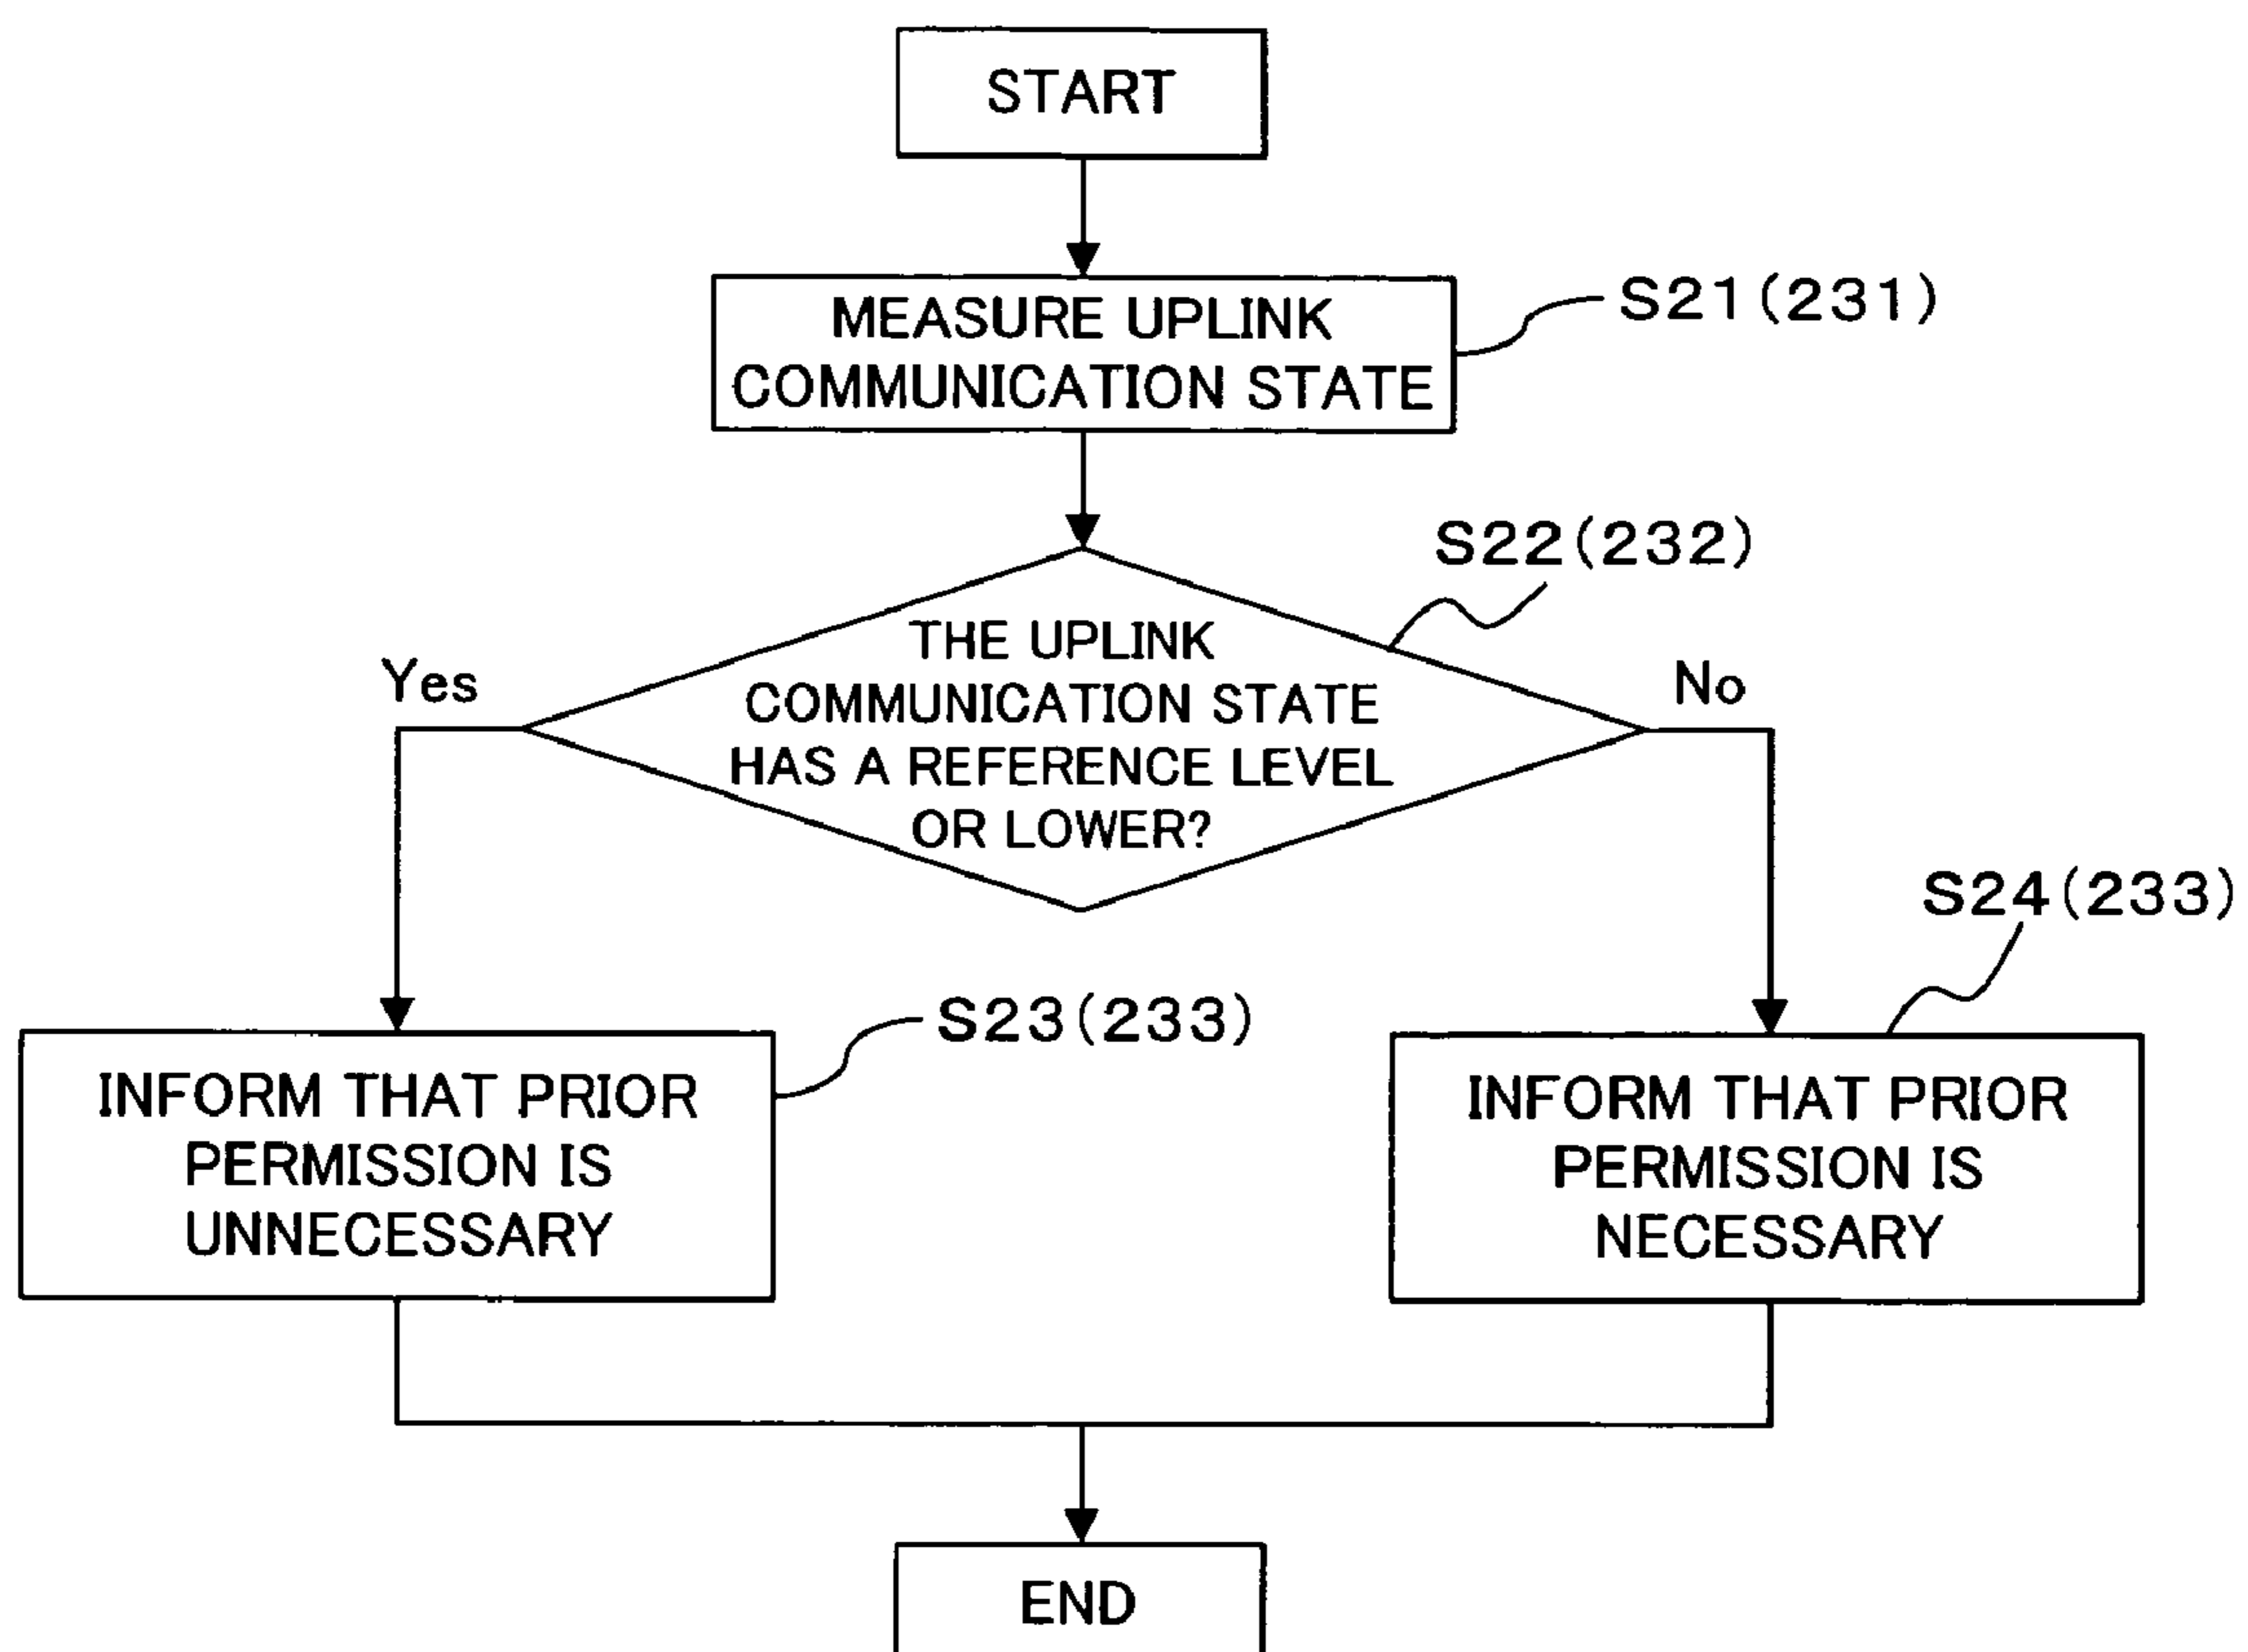 START
MEASURE UPLINK
COMMUNICATION STATE
S21(231)
S22(232)
THE UPLINK
COMMUNICATION STATE
HAS A REFERENCE LEVEL
OR LOWER?
Yes
No
S23(233)
S24(233)
INFORM THAT PRIOR
PERMISSION IS
UNNECESSARY
INFORM THAT PRIOR
PERMISSION IS
NECESSARY
END